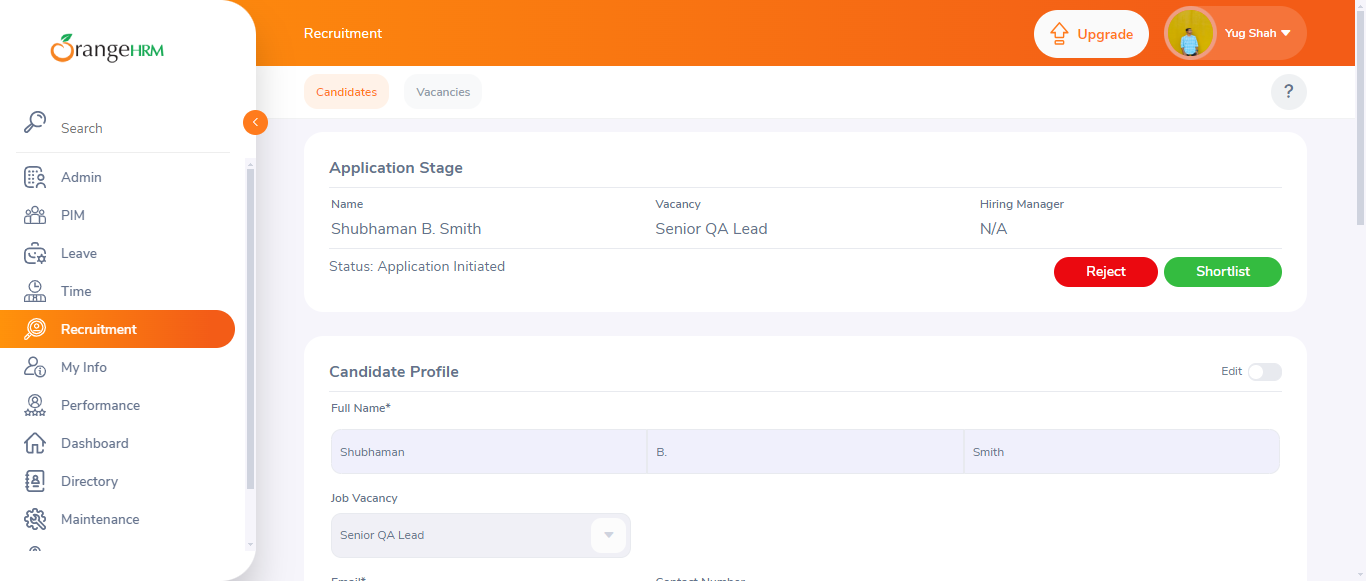 OrangeHRM
Recruitment
Upgrade
Yug Shah
Candidates
Vacancies
?
Search
Admin
PIM
Leave
Time
Recruitment
My Info
Performance
Dashboard
Directory
Maintenance
Application Stage
Name
Vacancy
Hiring Manager
Shubhaman B. Smith
Senior QA Lead
N/A
Status: Application Initiated
Reject
Shortlist
Candidate Profile
Edit
Full Name*
Shubhaman
B.
Smith
Job Vacancy
Senior QA Lead
Email*
Contact Number